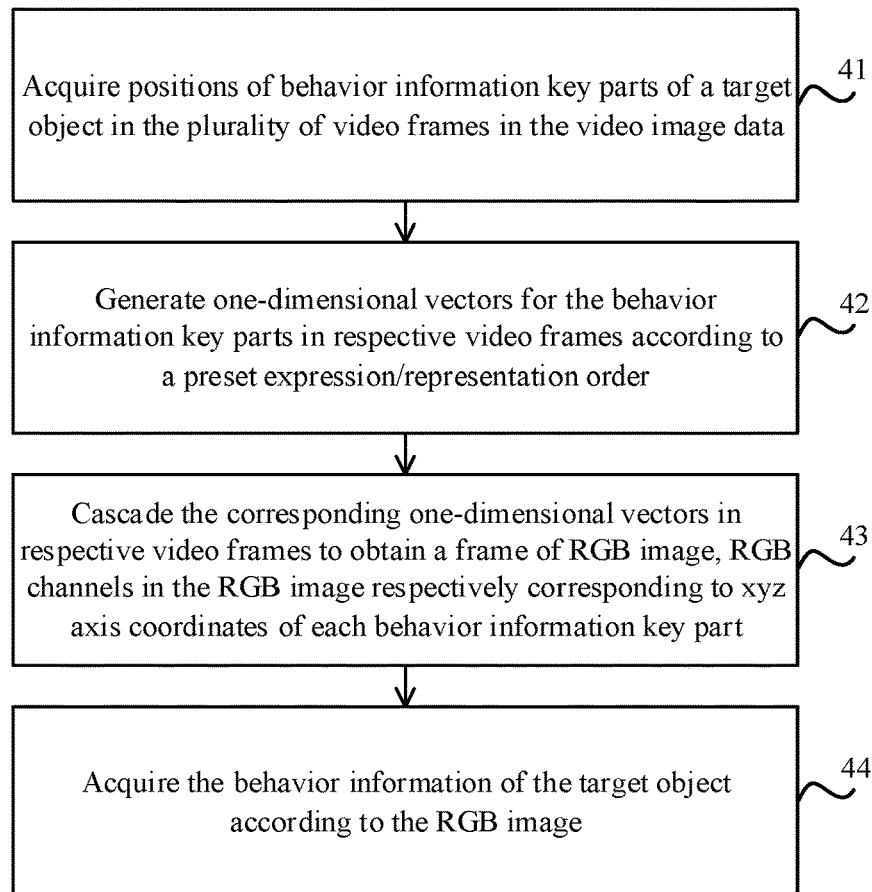 Acquire positions of behavior information key parts of a target
object in the plurality of video frames in the video image data
41
Generate one-dimensional vectors for the behavior
information key parts in respective video frames according to
a preset expression/representation order
42
Cascade the corresponding one-dimensional vectors in
respective video frames to obtain a frame of RGB image, RGB
channels in the RGB image respectively corresponding to xyz
axis coordinates of each behavior information key part
43
Acquire the behavior information of the target object
according to the RGB image
44